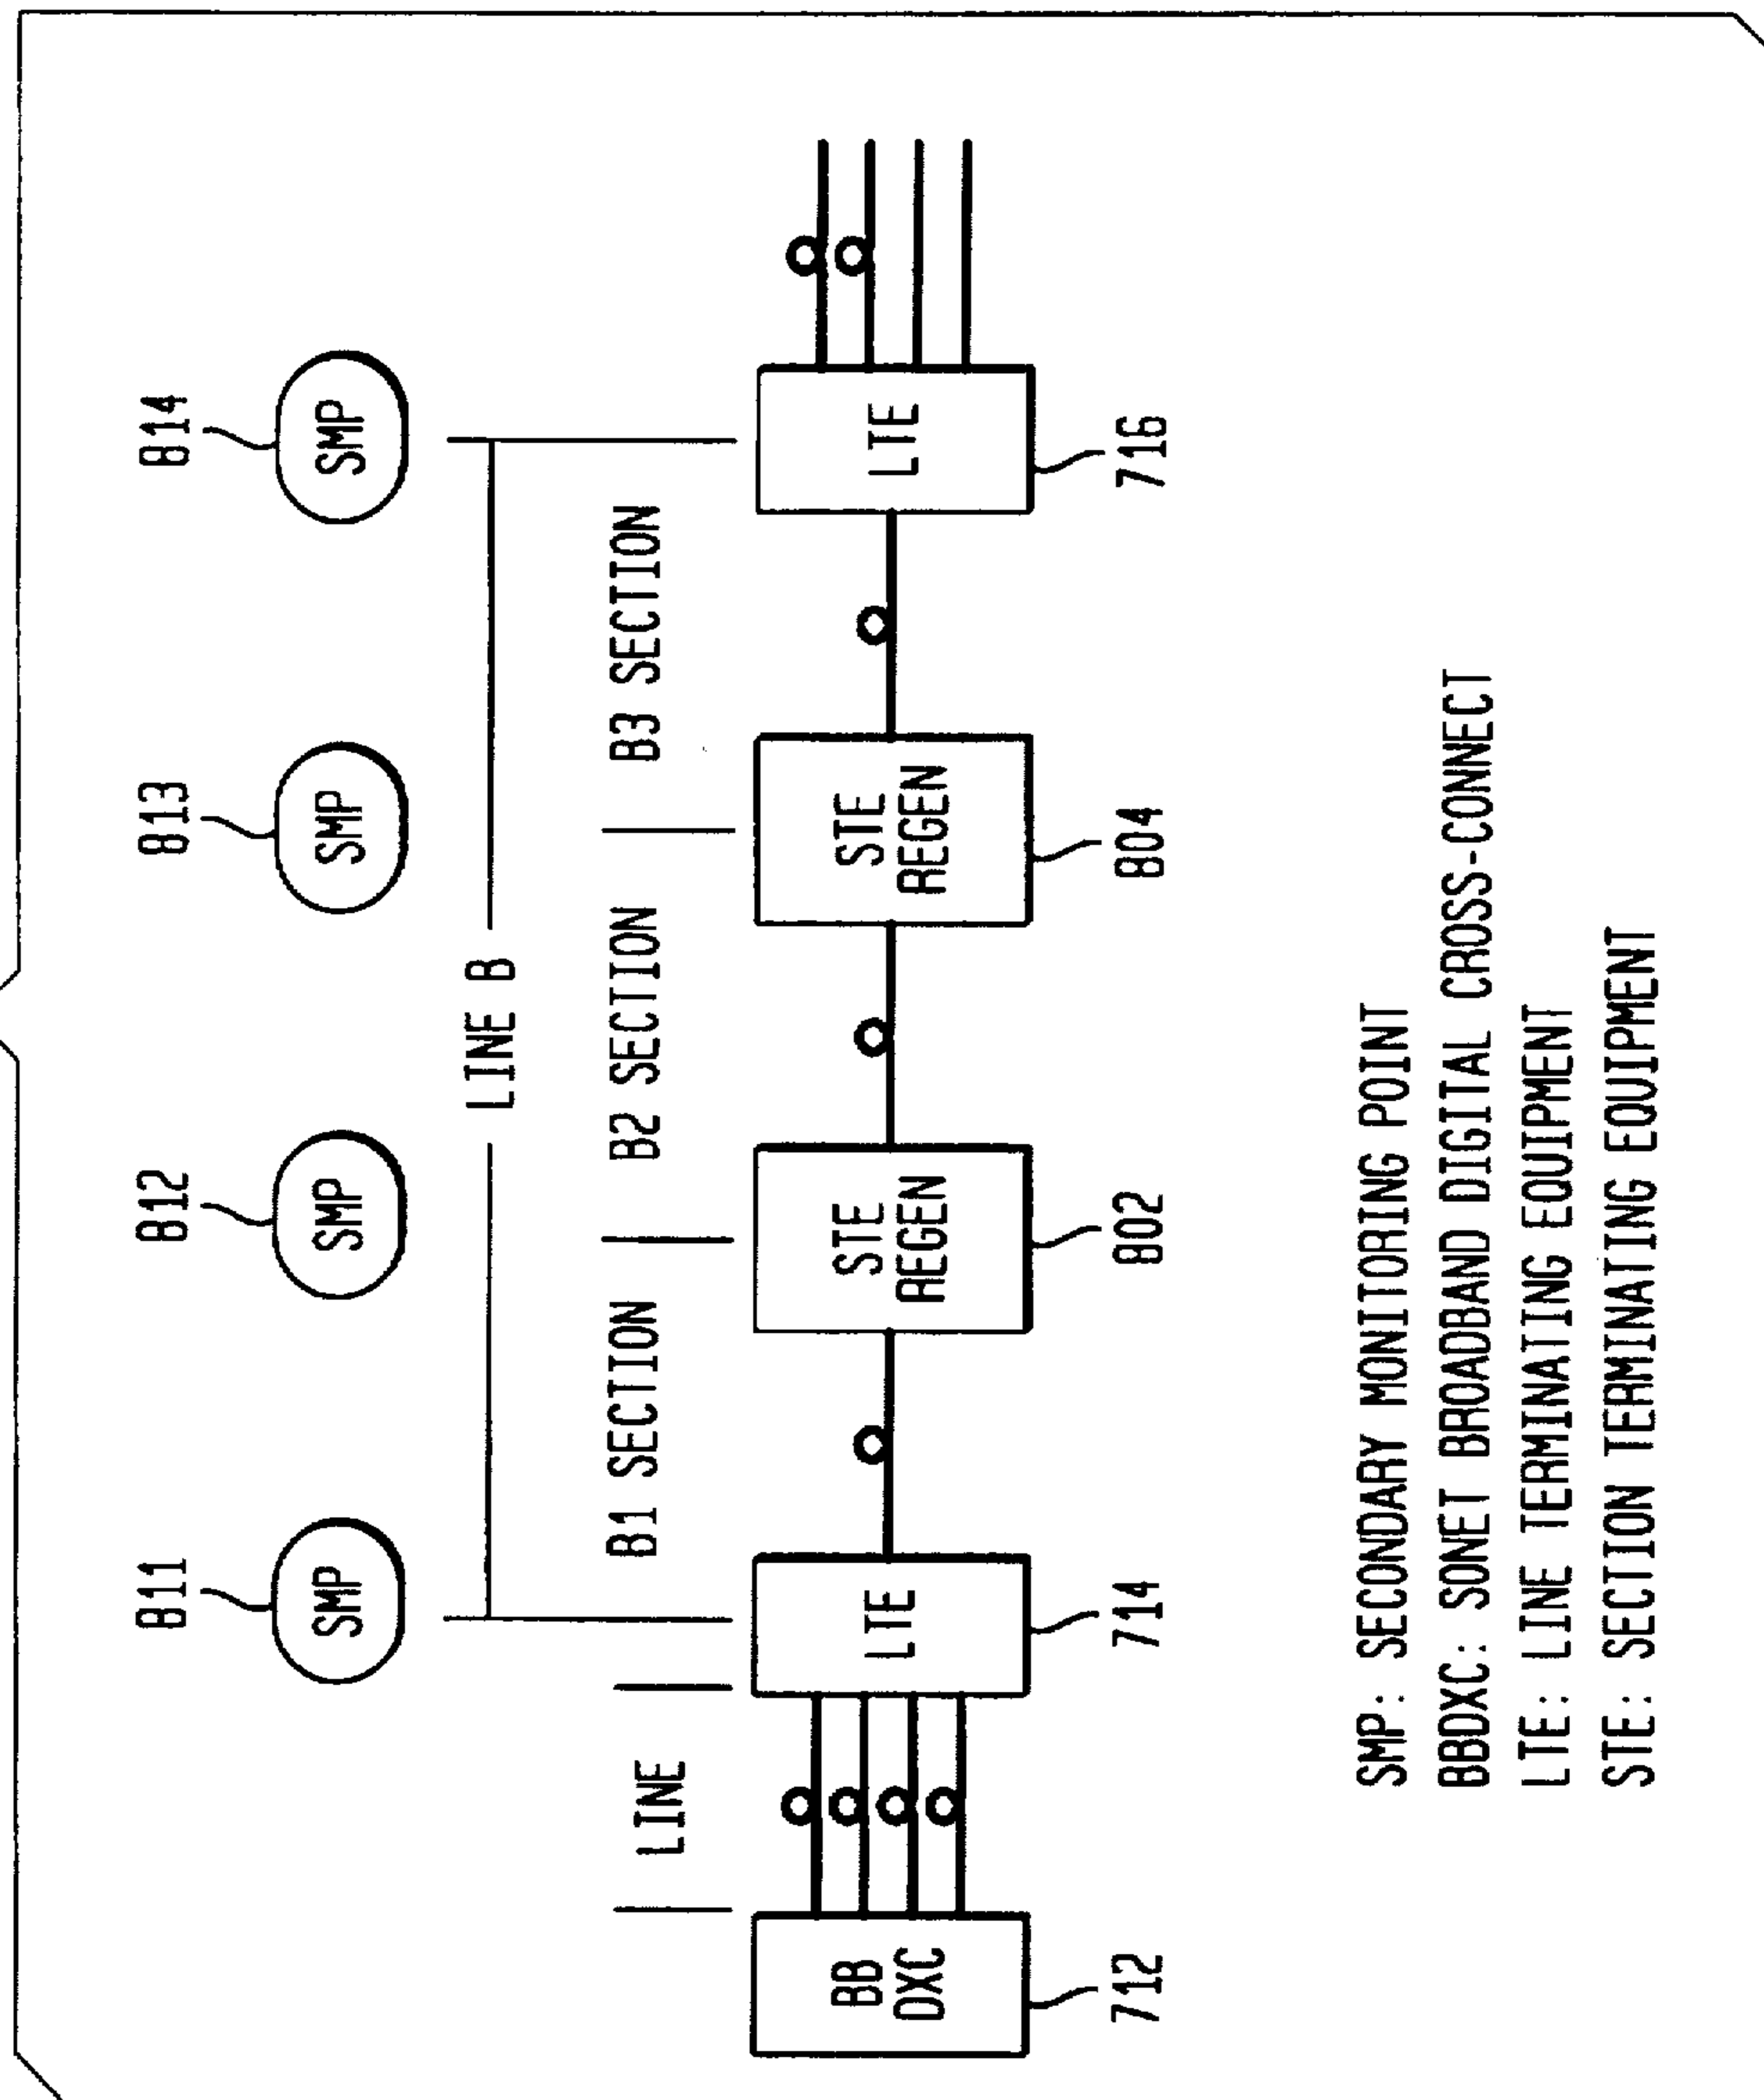 811
812
813
814
SMP
SMP
SMP
SMP
LINE B
LINE
B1 SECTION
B2 SECTION
B3 SECTION
BB
DXC
LTE
STE
REGEN
STE
REGEN
LTE
712
714
802
804
716
SMP: SECONDARY MONITORING POINT
BBDXC: SONET BROADBAND DIGITAL CROSS-CONNECT
LTE: LINE TERMINATING EQUIPMENT
STE: SECTION TERMINATING EQUIPMENT